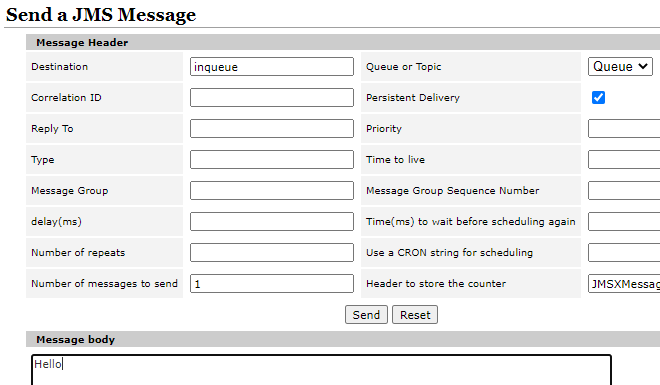 Send a JMS Message
Message Header
Destination inqueue Queue or Topic Queue
Correlation ID Persistent Delivery
Reply To Priority
Type Time to live
Message Group Message Group Sequence Number
delay(ms) Time(ms) to wait before scheduling again
Number of repeats Use a CRON string for scheduling
Number of messages to send 1 Header to store the counter JMSXMessag
Send Reset
Message body
Hello